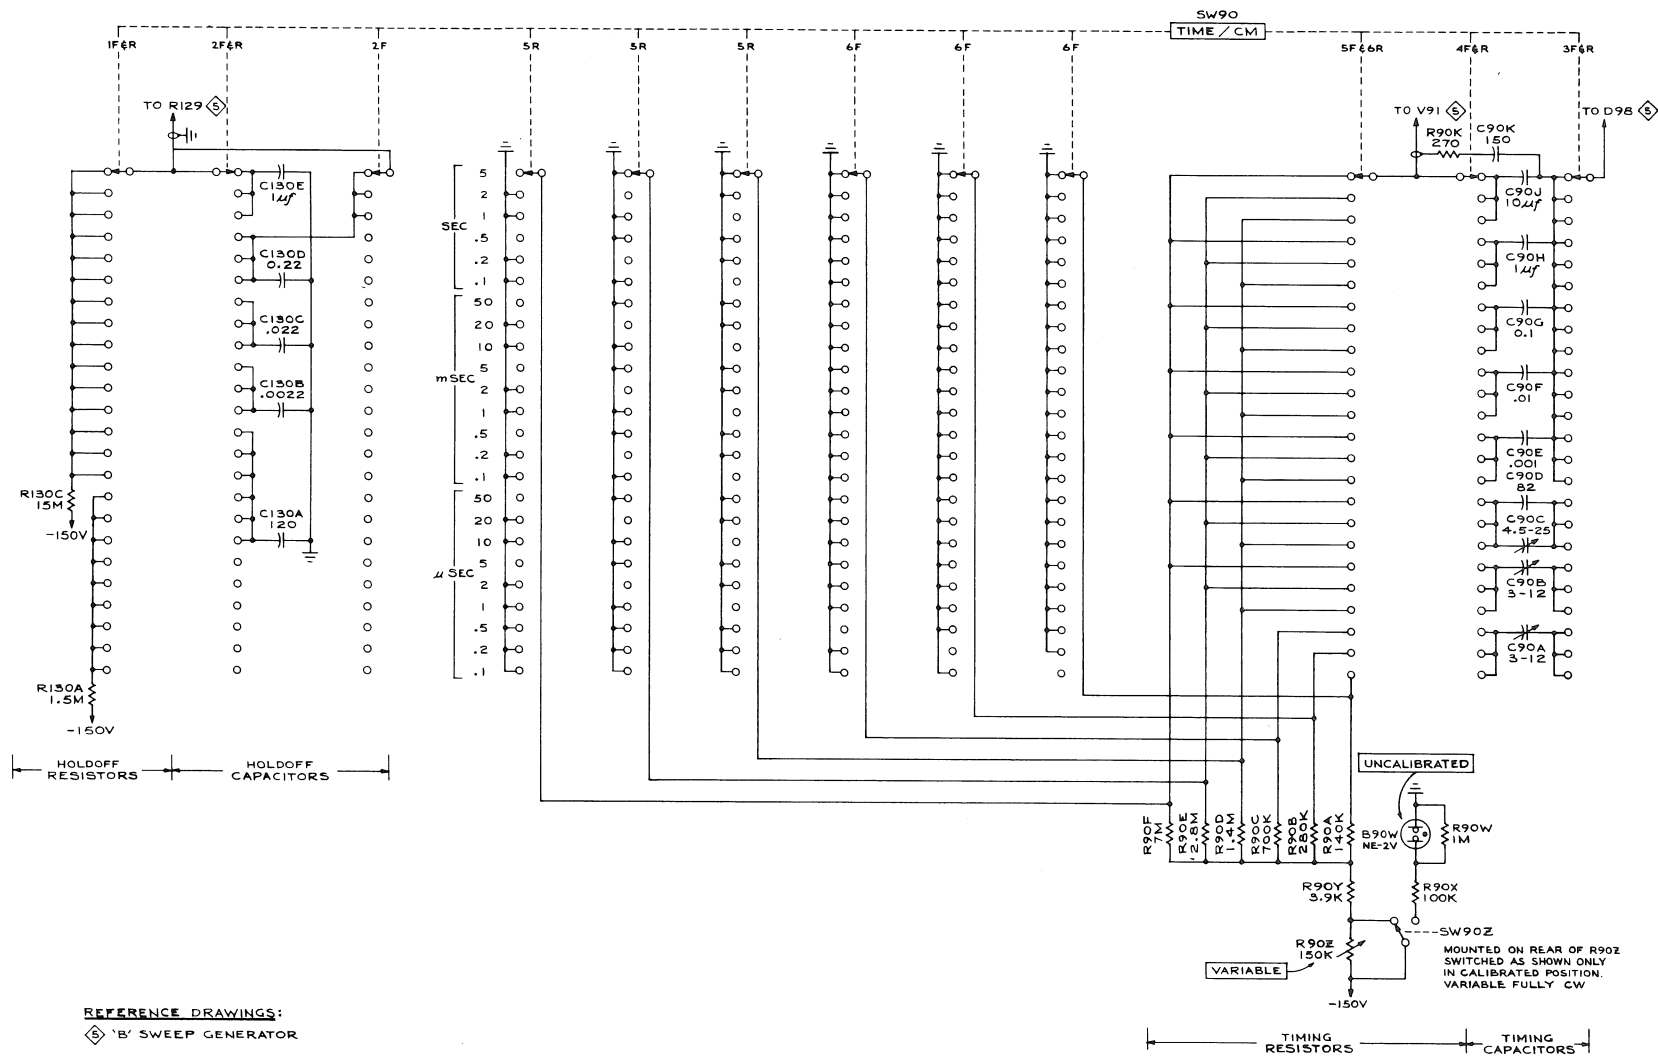 SW90
TIME / CM
1F&R
2F&R
2F
5R
5R
5R
6F
6F
6F
5F&6R
4F&R
3F&R
TO R129 5
TO V91 5
TO D98 5
R90K
270
C90K
150
C130E
1µf
C130D
0.22
C130C
.022
C130B
.0022
C130A
120
R130C
15M
-150V
R130A
1.5M
-150V
HOLDOFF
RESISTORS
HOLDOFF
CAPACITORS
SEC
5
2
1
.5
.2
.1
m SEC
50
20
10
5
2
1
.5
.2
.1
µ SEC
50
20
10
5
2
1
.5
.2
.1
C90J
10µf
C90H
1µf
C90G
0.1
C90F
.01
C90E
.001
C90D
82
C90C
4.5-25
C90B
3-12
C90A
3-12
R90F
7M
R90E
2.8M
R90D
1.4M
R90C
700K
R90B
280K
R90A
140K
UNCALIBRATED
B90W
NE-2V
R90W
1M
R90Y
3.9K
R90X
100K
SW90Z
R90Z
150K
VARIABLE
MOUNTED ON REAR OF R90Z
SWITCHED AS SHOWN ONLY
IN CALIBRATED POSITION.
VARIABLE FULLY CW
-150V
TIMING
RESISTORS
TIMING
CAPACITORS
REFERENCE DRAWINGS:
5 'B' SWEEP GENERATOR